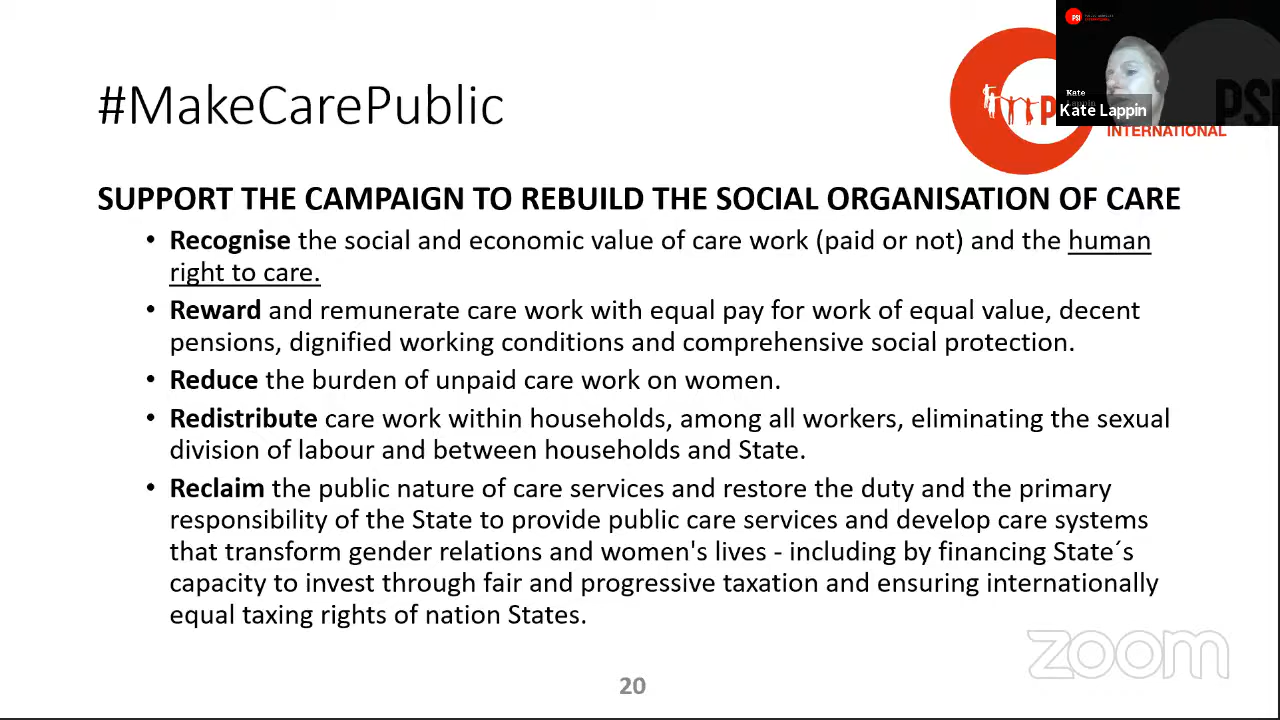 #MakeCarePublic
SUPPORT THE CAMPAIGN TO REBUILD THE SOCIAL ORGANISATION OF CARE
• Recognise the social and economic value of care work (paid or not) and the human
right to care.
• Reward and remunerate care work with equal pay for work of equal value, decent
pensions, dignified working conditions and comprehensive social protection.
• Reduce the burden of unpaid care work on women.
• Redistribute care work within households, among all workers, eliminating the sexual
division of labour and between households and State.
• Reclaim the public nature of care services and restore the duty and the primary
responsibility of the State to provide public care services and develop care systems
that transform gender relations and women's lives - including by financing State´s
capacity to invest through fair and progressive taxation and ensuring internationally
equal taxing rights of nation States.
20
PSI
Kate
Kate Lappin
PSI
INTERNATIONAL
zoom